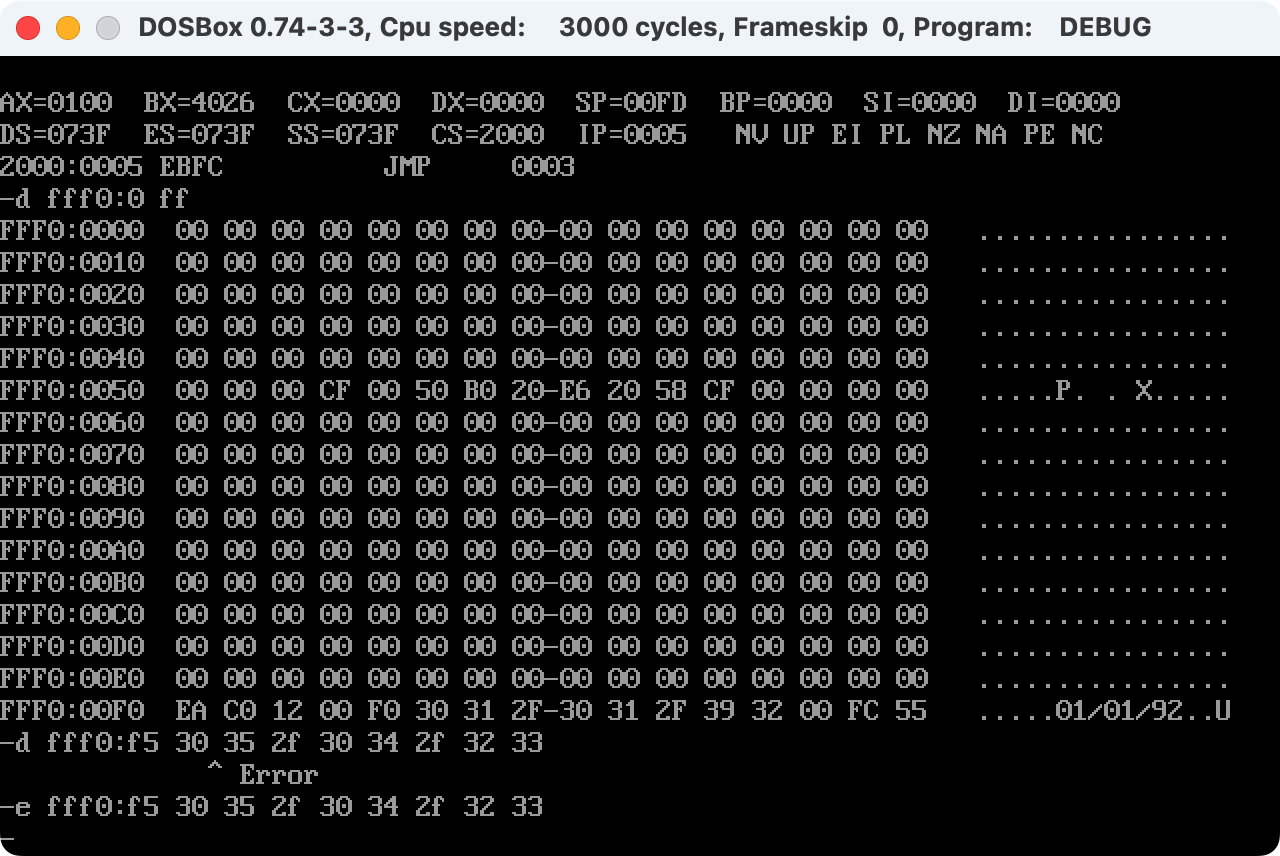 DOSBox 0.74-3-3, Cpu speed: 3000 cycles, Frameskip 0, Program: DEBUG
AX=0100 BX=4026 CX=0000 DX=0000 SP=00FD BP=0000 SI=0000 DI=0000
DS=073F ES=073F SS=073F CS=2000 IP=0005 NV UP EI PL NZ NA PE NC
2000:0005 EBFC JMP 0003
-d fff0:0 ff
FFF0:0000 00 00 00 00 00 00 00 00-00 00 00 00 00 00 00 00 ................
FFF0:0010 00 00 00 00 00 00 00 00-00 00 00 00 00 00 00 00 ................
FFF0:0020 00 00 00 00 00 00 00 00-00 00 00 00 00 00 00 00 ................
FFF0:0030 00 00 00 00 00 00 00 00-00 00 00 00 00 00 00 00 ................
FFF0:0040 00 00 00 00 00 00 00 00-00 00 00 00 00 00 00 00 ................
FFF0:0050 00 00 00 CF 00 50 B0 20-E6 20 58 CF 00 00 00 00 .....P. . X.....
FFF0:0060 00 00 00 00 00 00 00 00-00 00 00 00 00 00 00 00 ................
FFF0:0070 00 00 00 00 00 00 00 00-00 00 00 00 00 00 00 00 ................
FFF0:0080 00 00 00 00 00 00 00 00-00 00 00 00 00 00 00 00 ................
FFF0:0090 00 00 00 00 00 00 00 00-00 00 00 00 00 00 00 00 ................
FFF0:00A0 00 00 00 00 00 00 00 00-00 00 00 00 00 00 00 00 ................
FFF0:00B0 00 00 00 00 00 00 00 00-00 00 00 00 00 00 00 00 ................
FFF0:00C0 00 00 00 00 00 00 00 00-00 00 00 00 00 00 00 00 ................
FFF0:00D0 00 00 00 00 00 00 00 00-00 00 00 00 00 00 00 00 ................
FFF0:00E0 00 00 00 00 00 00 00 00-00 00 00 00 00 00 00 00 ................
FFF0:00F0 EA C0 12 00 F0 30 31 2F-30 31 2F 39 32 00 FC 55 .....01/01/92..U
-d fff0:f5 30 35 2f 30 34 2f 32 33
^ Error
-e fff0:f5 30 35 2f 30 34 2f 32 33
-